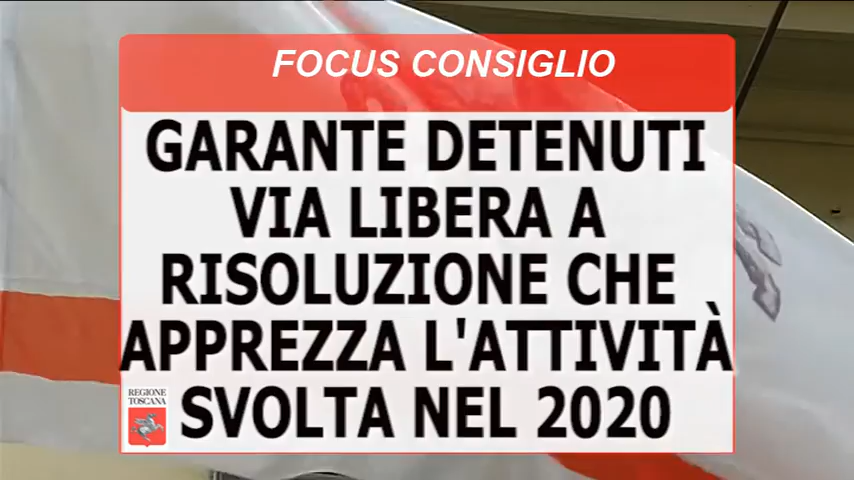 FOCUS CONSIGLIO
GARANTE DETENUTI
VIA LIBERA A
RISOLUZIONE CHE
APPREZZA L'ATTIVITÀ
SVOLTA NEL 2020
REGIONE
TOSCANA